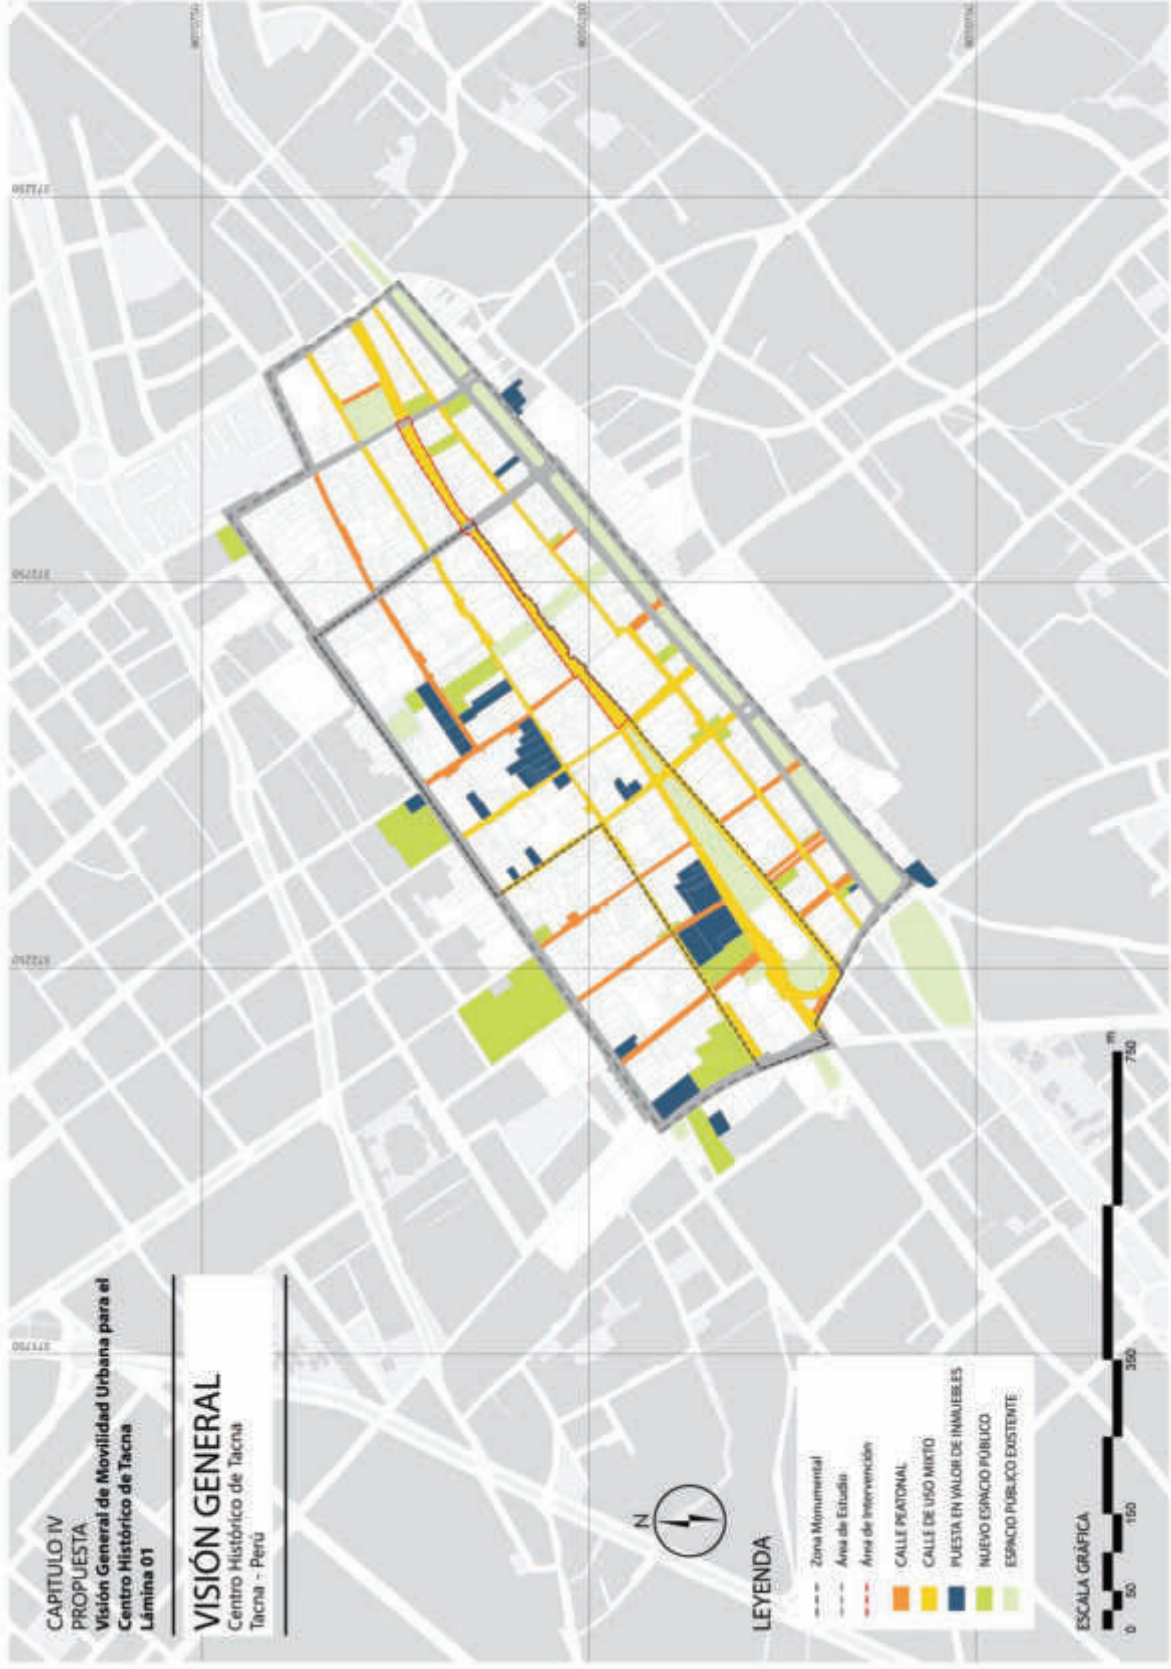 CAPITULO IV
PROPUESTA
Visión General de Movilidad Urbana para el
Centro Histórico de Tacna
Lámina 01
VISIÓN GENERAL
Centro Histórico de Tacna
Tacna - Perú
N
LEYENDA
Zona Monumental
Área de Estudio
Área de Intervención
CALLE PEATONAL
CALLE DE USO MIXTO
PUESTA EN VALOR DE INMUEBLES
NUEVO ESPACIO PÚBLICO
ESPACIO PUBLICO EXISTENTE
ESCALA GRÁFICA
0 50 150 350 750
m